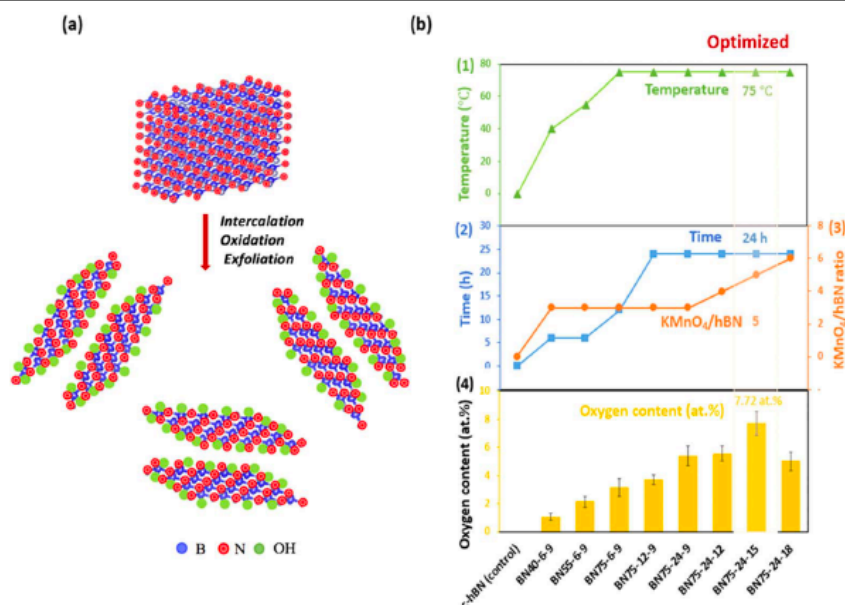 (a)
Intercalation
Oxidation
Exfoliation
B N OH
(b)
Optimized
(1)
Temperature (°C)
80
60
40
20
0
Temperature 75 °C
(2)
Time (h)
30
25
20
15
10
5
0
Time 24 h
KMnO₄/hBN 5
(3)
KMnO₄/hBN ratio
8
6
4
2
0
(4)
Oxygen content (at.%)
10
8
6
4
2
0
Oxygen content (at.%)
7.72 at.%
-hBN (control)
BN40-6-9
BN55-6-9
BN75-6-9
BN75-12-9
BN75-24-9
BN75-24-12
BN75-24-15
BN75-24-18